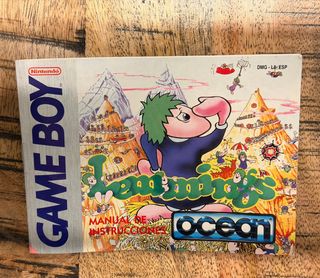 Nintendo
GAME BOY
DMG-L8-ESP
Lemmings
MANUAL DE
INSTRUCCIONES
ocean